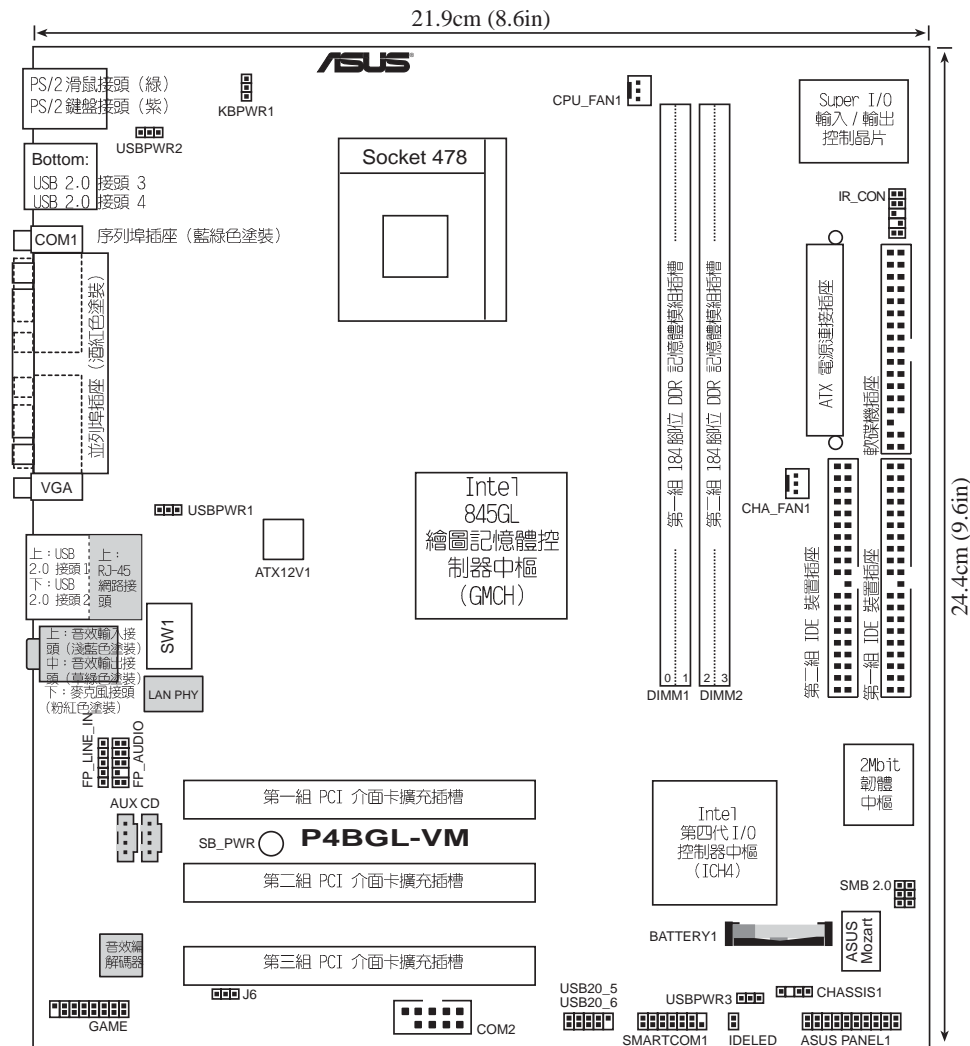 21.9cm (8.6in)
ASUS
PS/2 滑鼠接頭（綠）
PS/2 鍵盤接頭（紫）
KBPWR1
USBPWR2
CPU_FAN1
Super I/O
輸入 / 輸出
控制晶片
Bottom:
USB 2.0 接頭 3
USB 2.0 接頭 4
Socket 478
IR_CON
COM1
序列埠插座（藍綠色塗裝）
並列埠插座（酒紅色塗裝）
VGA
第一組 184 腳位 DDR 記憶體模組插槽
第二組 184 腳位 DDR 記憶體模組插槽
ATX 電源連接插座
軟碟機插座
24.4cm (9.6in)
USBPWR1
ATX12V1
Intel
845GL
繪圖記憶體控
制器中樞
(GMCH)
CHA_FAN1
第二組 IDE 裝置插座
第一組 IDE 裝置插座
上：USB
2.0 接頭1
下：USB
2.0 接頭2
上：
RJ-45
網路接
頭
SW1
上：音效輸入接
頭（淺藍色塗裝）
中：音效輸出接
頭（草綠色塗裝）
下：麥克風接頭
（粉紅色塗裝）
LAN PHY
0 1
2 3
DIMM1
DIMM2
FP_LINE_IN
FP_AUDIO
AUX
CD
第一組 PCI 介面卡擴充插槽
SB_PWR
P4BGL-VM
第二組 PCI 介面卡擴充插槽
Intel
第四代 I/O
控制器中樞
(ICH4)
2Mbit
韌體
中樞
SMB 2.0
BATTERY1
ASUS
Mozart
音效編
解碼器
第三組 PCI 介面卡擴充插槽
J6
GAME
COM2
USB20_5
USB20_6
USBPWR3
CHASSIS1
SMARTCOM1
IDELED
ASUS PANEL1